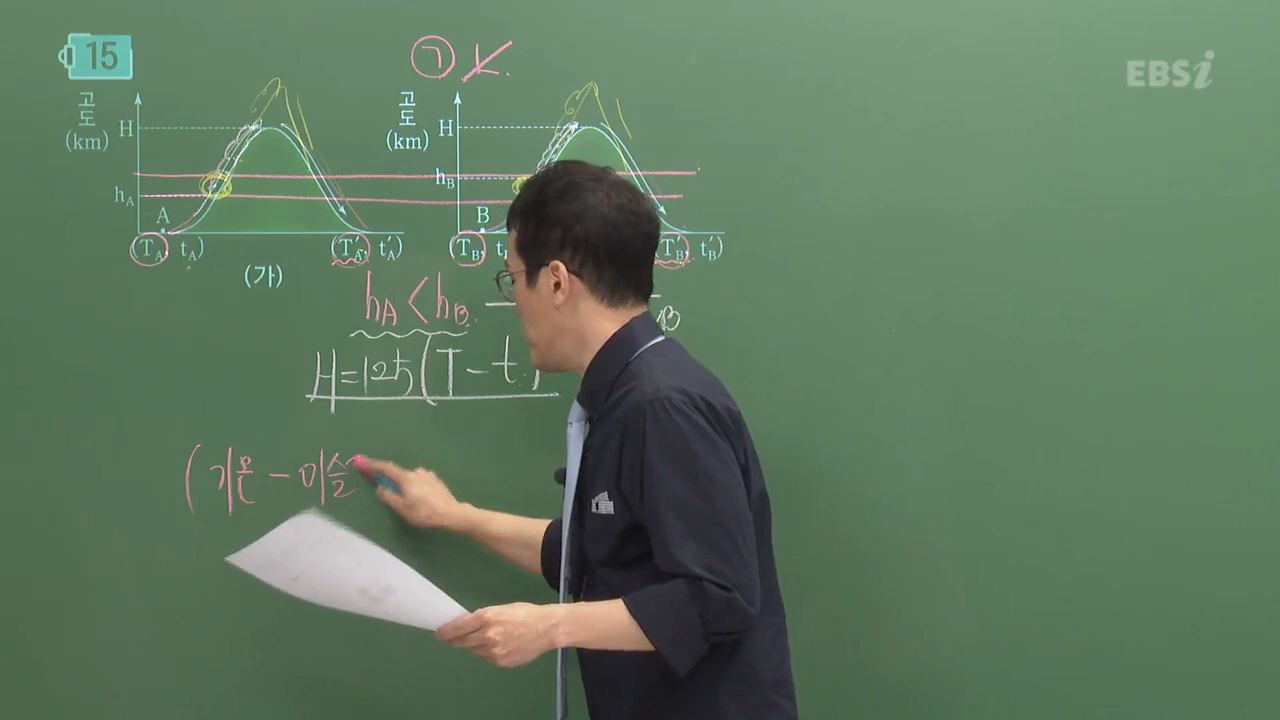 15
㉠ ㄴ.
EBSi
고도(km)
H
h_A
A
(T_A, t_A)
(T'_A, t'_A)
(가)
고도(km)
H
h_B
B
(T_B,
T'_B, t'_B)
h_A < h_B.
B
H=125(T-t.)
(기온-이슬